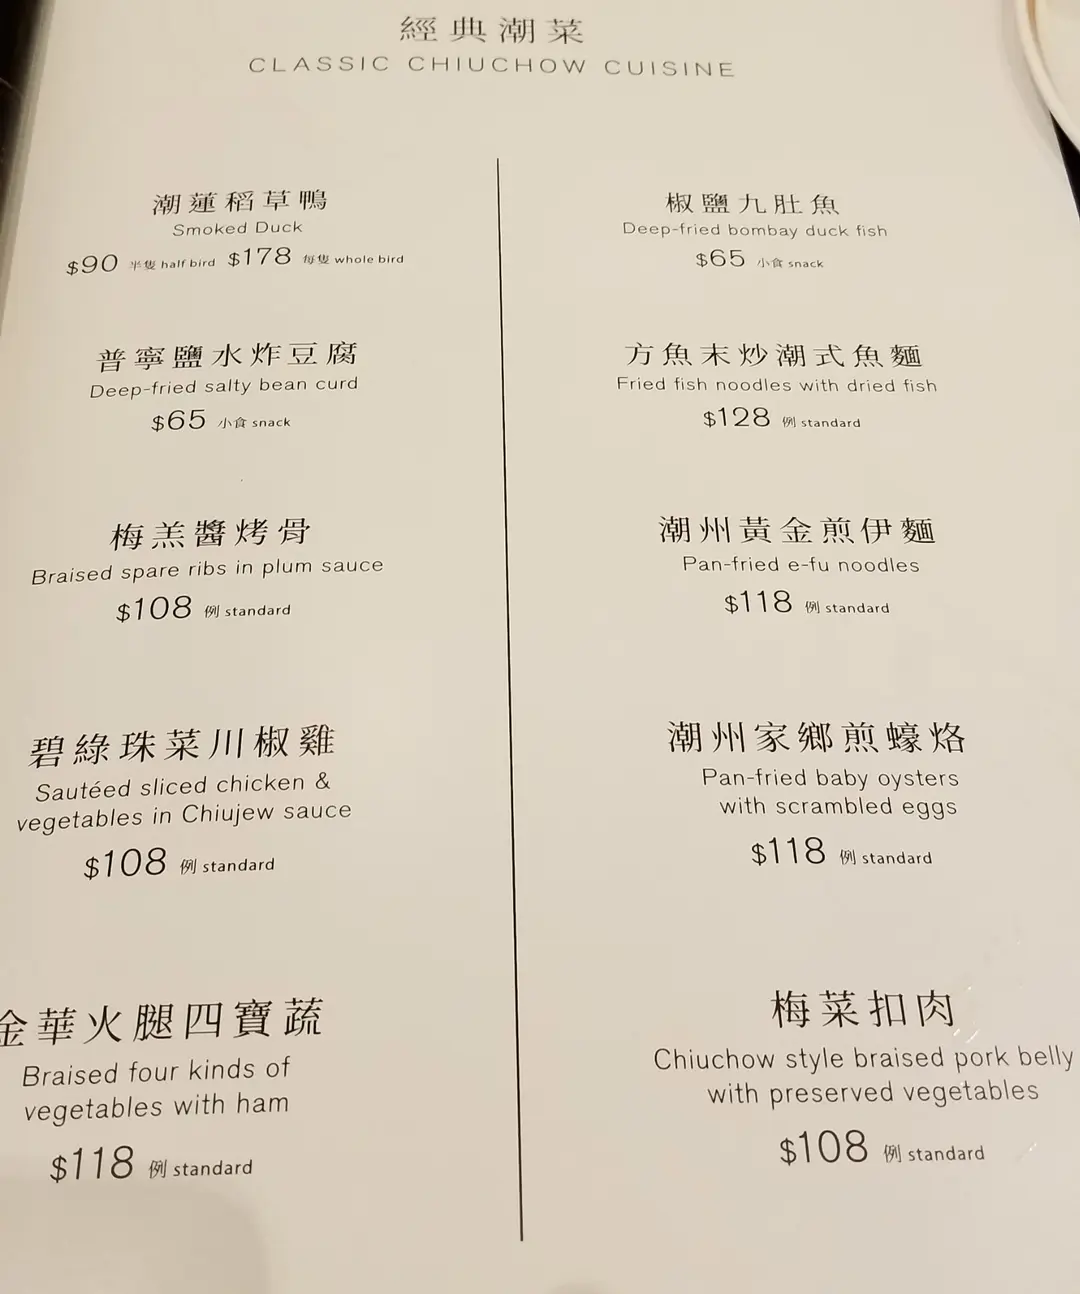 經典潮菜
CLASSIC CHIUCHOW CUISINE
潮蓮稻草鴨
Smoked Duck
$90 半隻 half bird $178 每隻 whole bird
普寧鹽水炸豆腐
Deep-fried salty bean curd
$65 小食 snack
梅羔醬烤骨
Braised spare ribs in plum sauce
$108 例 standard
碧綠珠菜川椒雞
Sautéed sliced chicken &
vegetables in Chiujew sauce
$108 例 standard
金華火腿四寶蔬
Braised four kinds of
vegetables with ham
$118 例 standard
椒鹽九肚魚
Deep-fried bombay duck fish
$65 小食 snack
方魚末炒潮式魚麵
Fried fish noodles with dried fish
$128 例 standard
潮州黃金煎伊麵
Pan-fried e-fu noodles
$118 例 standard
潮州家鄉煎蠔烙
Pan-fried baby oysters
with scrambled eggs
$118 例 standard
梅菜扣肉
Chiuchow style braised pork belly
with preserved vegetables
$108 例 standard